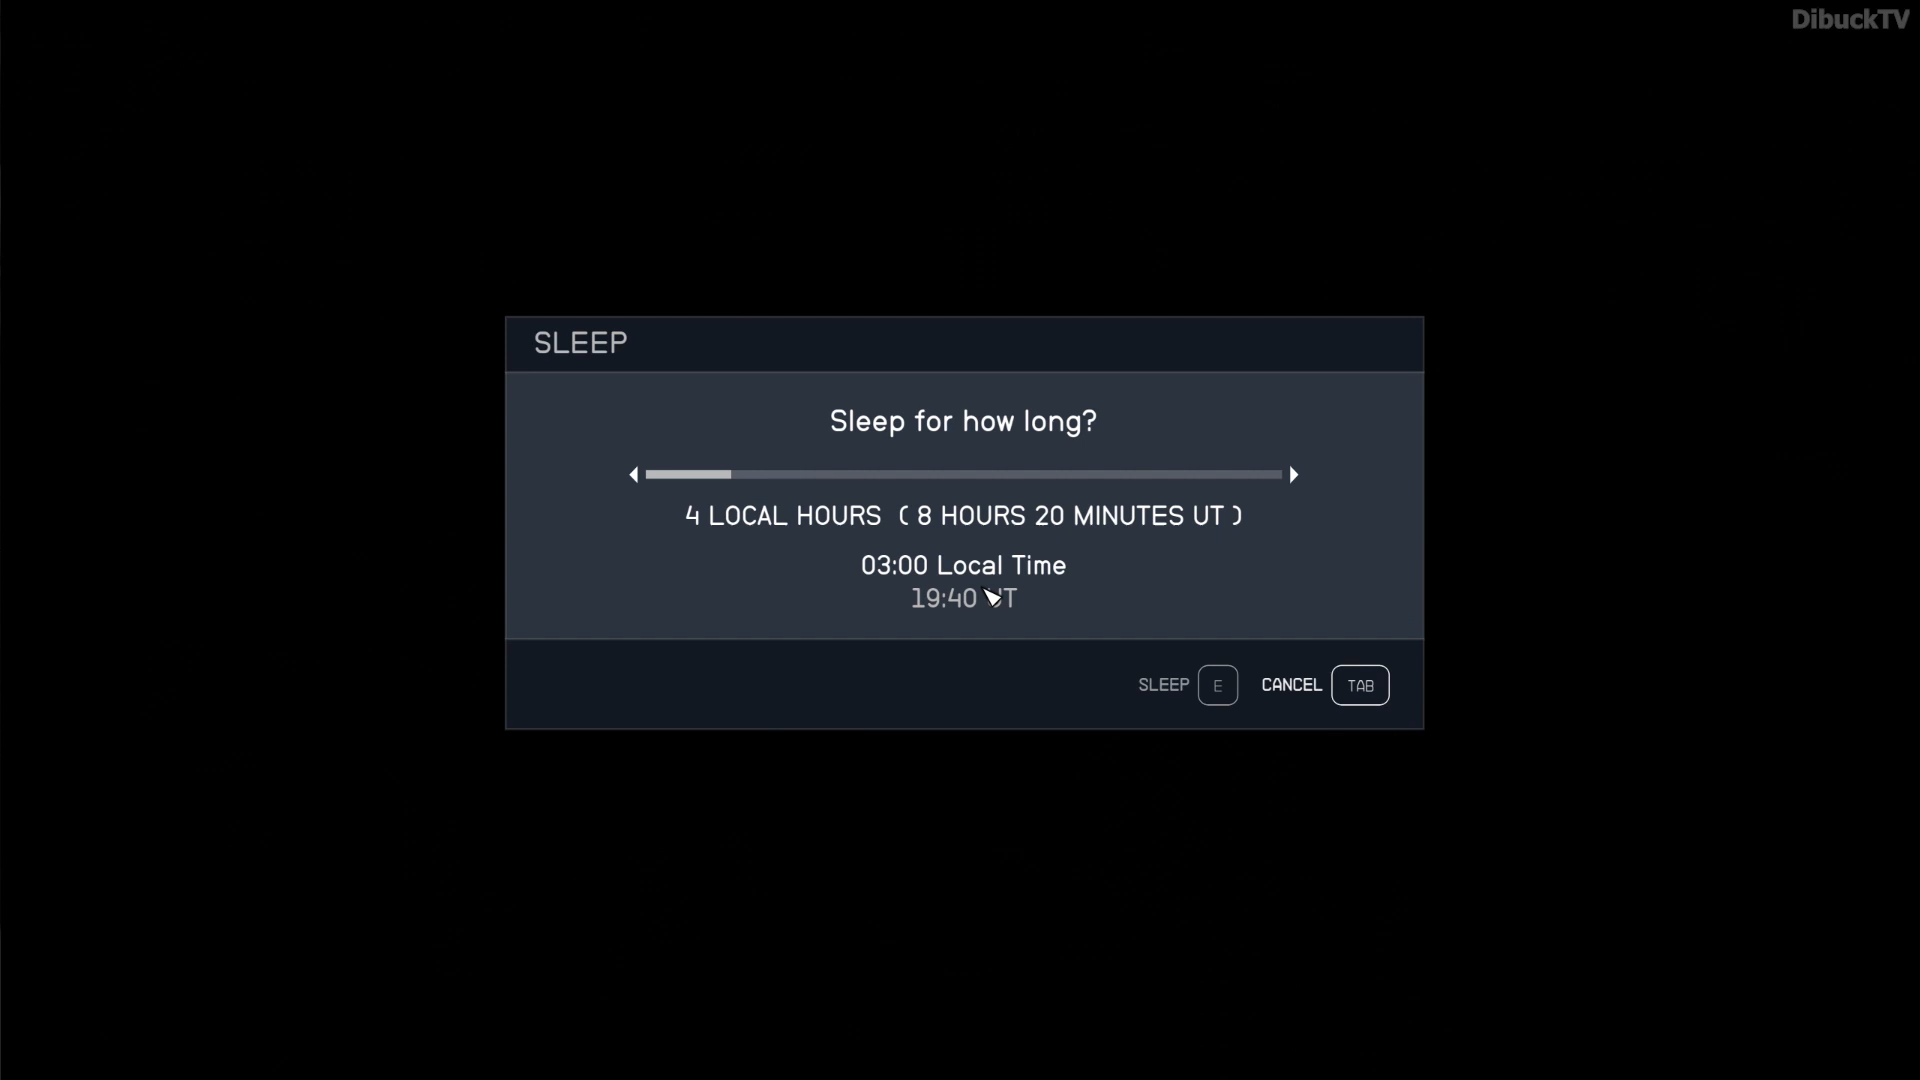 DibuckTV
SLEEP
Sleep for how long?
4 LOCAL HOURS ( 8 HOURS 20 MINUTES UT )
03:00 Local Time
19:40 UT
SLEEP E CANCEL TAB